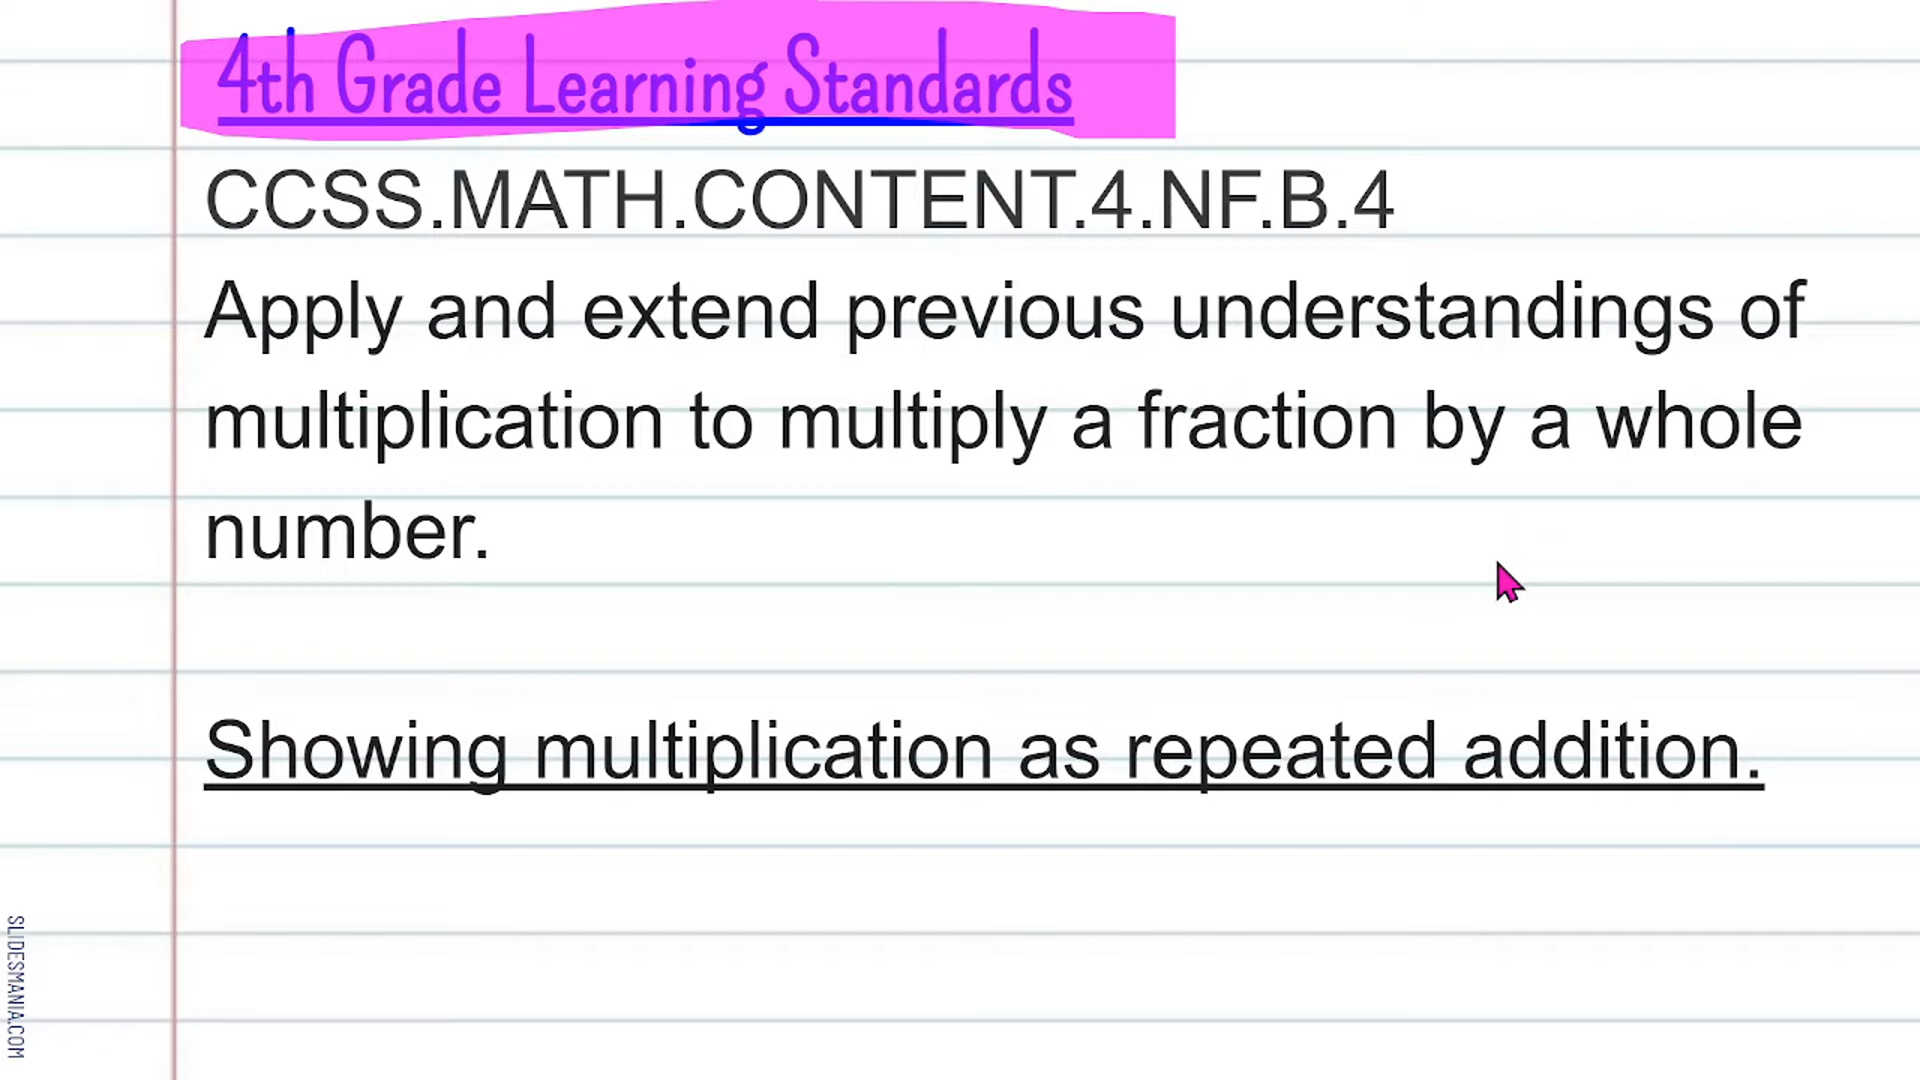 4th Grade Learning Standards
CCSS.MATH.CONTENT.4.NF.B.4
Apply and extend previous understandings of
multiplication to multiply a fraction by a whole
number.
Showing multiplication as repeated addition.
SLIDESMANIA.COM